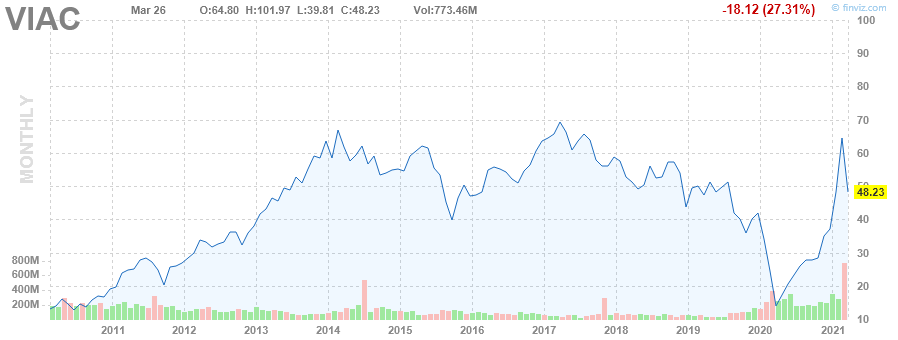 VIAC Mar 26 O:64.80 H:101.97 L:39.81 C:48.23 Vol:773.46M -18.12 (27.31%) © finviz.com
MONTHLY
100
90
80
70
60
50
48.23
40
30
20
10
800M
600M
400M
200M
2011 2012 2013 2014 2015 2016 2017 2018 2019 2020 2021